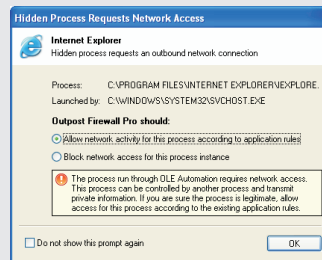 Hidden Process Requests Network Access
Internet Explorer
Hidden process requests an outbound network connection
Process: C:\PROGRAM FILES\INTERNET EXPLORER\IEXPLORE.
Launched by: C:\WINDOWS\SYSTEM32\SVCHOST.EXE
Outpost Firewall Pro should:
Allow network activity for this process according to application rules
Block network access for this process instance
The process run through OLE Automation requires network access.
This process can be controlled by another process and transmit
private information. If you are sure the process is legitimate, allow
access for this process according to the existing application rules.
Do not show this prompt again
OK